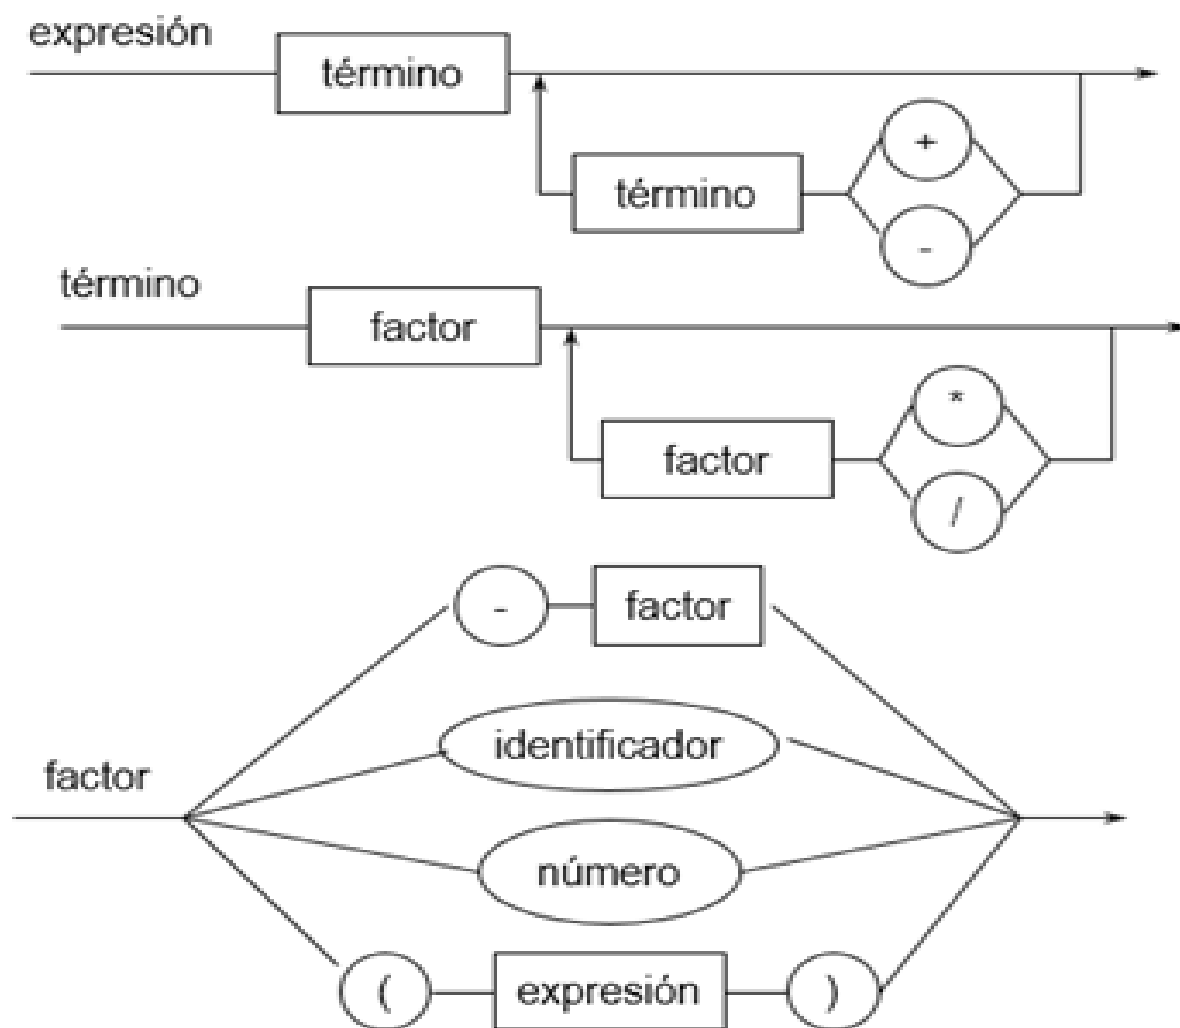 expresión
término
+
término
-
término
factor
*
factor
/
- factor
identificador
factor
número
( expresión )